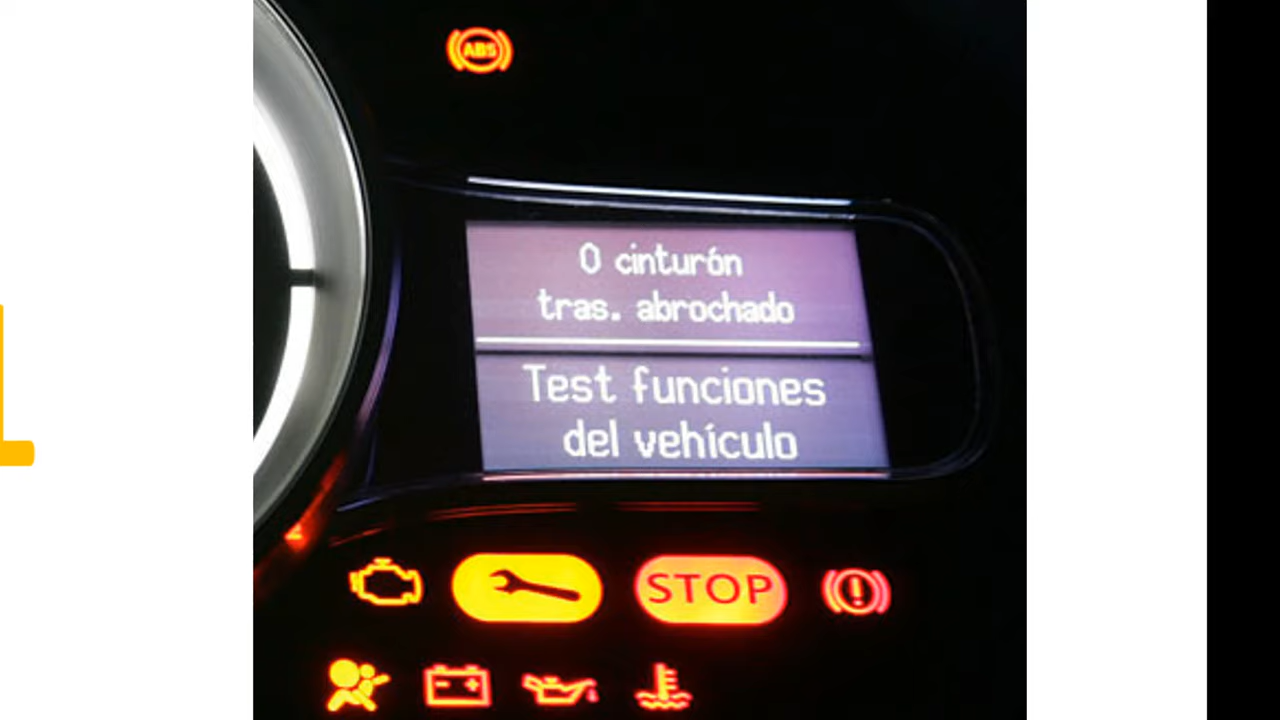 ABS
0 cinturón
tras. abrochado
Test funciones
del vehículo
STOP